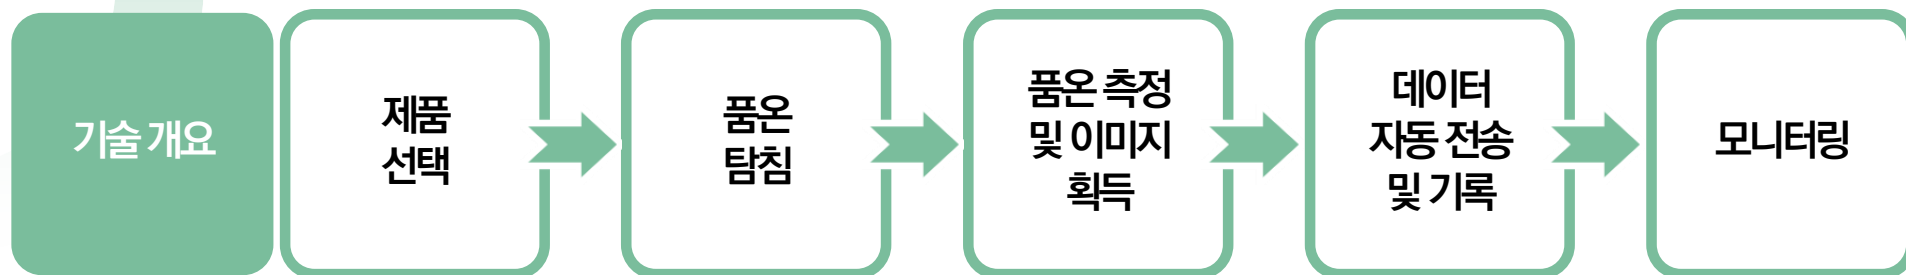 기술 개요
제품
선택
품온
탐침
품온 측정
및 이미지
획득
데이터
자동 전송
및 기록
모니터링